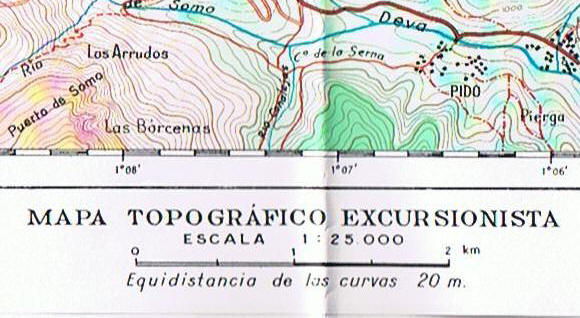 de Somo
Deva
1000
Río
Los Arrudos
Cº de la Serna
Puerto de Somo
PIDO
Pierga
Las Bórcenas
1°08'
1°07'
1°06'
MAPA TOPOGRÁFICO EXCURSIONISTA
ESCALA 1:25.000
0 1 2 km
Equidistancia de las curvas 20 m.